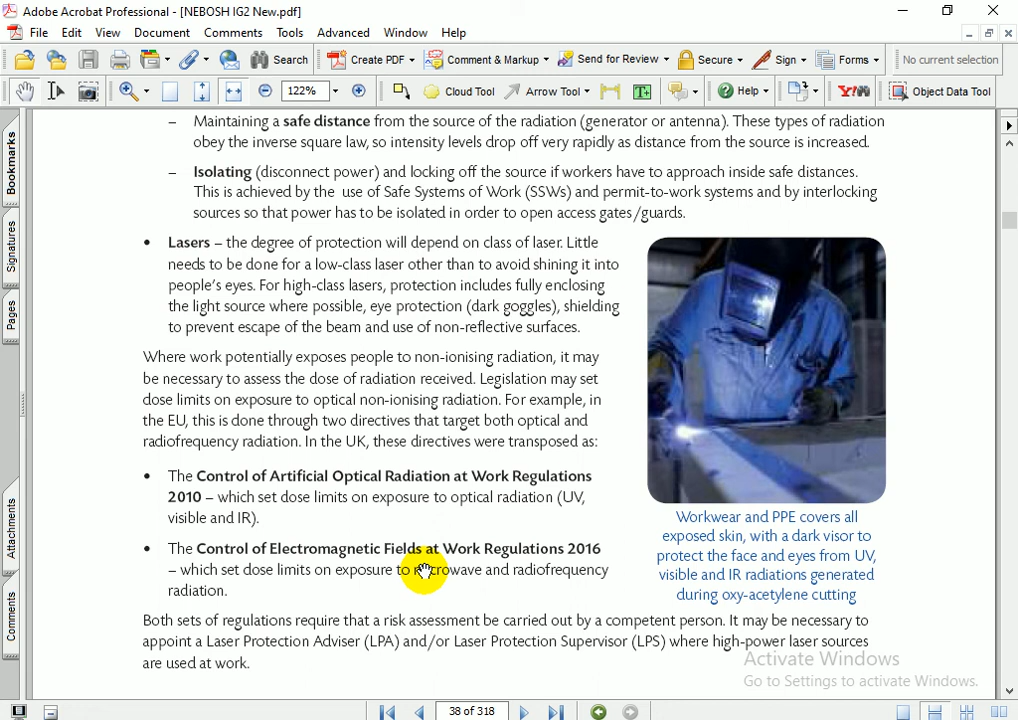 Adobe Acrobat Professional - [NEBOSH IG2 New.pdf]
File Edit View Document Comments Tools Advanced Window Help
Search Create PDF Comment & Markup Send for Review Secure Sign Forms No current selection
122% Cloud Tool Arrow Tool Help Y! Object Data Tool
Bookmarks
Signatures
Pages
Attachments
Comments
– Maintaining a safe distance from the source of the radiation (generator or antenna). These types of radiation
obey the inverse square law, so intensity levels drop off very rapidly as distance from the source is increased.
– Isolating (disconnect power) and locking off the source if workers have to approach inside safe distances.
This is achieved by the use of Safe Systems of Work (SSWs) and permit-to-work systems and by interlocking
sources so that power has to be isolated in order to open access gates/guards.
• Lasers – the degree of protection will depend on class of laser. Little
needs to be done for a low-class laser other than to avoid shining it into
people's eyes. For high-class lasers, protection includes fully enclosing
the light source where possible, eye protection (dark goggles), shielding
to prevent escape of the beam and use of non-reflective surfaces.
Where work potentially exposes people to non-ionising radiation, it may
be necessary to assess the dose of radiation received. Legislation may set
dose limits on exposure to optical non-ionising radiation. For example, in
the EU, this is done through two directives that target both optical and
radiofrequency radiation. In the UK, these directives were transposed as:
• The Control of Artificial Optical Radiation at Work Regulations
2010 – which set dose limits on exposure to optical radiation (UV,
visible and IR).
• The Control of Electromagnetic Fields at Work Regulations 2016
– which set dose limits on exposure to microwave and radiofrequency
radiation.
Workwear and PPE covers all
exposed skin, with a dark visor to
protect the face and eyes from UV,
visible and IR radiations generated
during oxy-acetylene cutting
Both sets of regulations require that a risk assessment be carried out by a competent person. It may be necessary to
appoint a Laser Protection Adviser (LPA) and/or Laser Protection Supervisor (LPS) where high-power laser sources
are used at work.
Activate Windows
Go to Settings to activate Windows.
38 of 318